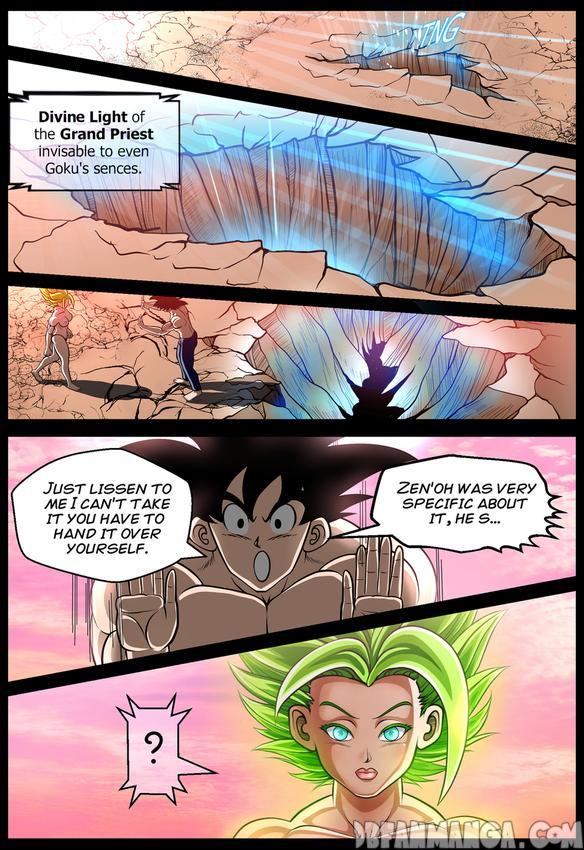 Divine Light of
the Grand Priest
invisable to even
Goku's sences.
JUST LISSEN TO
ME I CAN'T TAKE
IT YOU HAVE TO
HAND IT OVER
YOURSELF.
ZEN'OH WAS VERY
SPECIFIC ABOUT
IT, HE S...
?
DBFANMANGA.COM